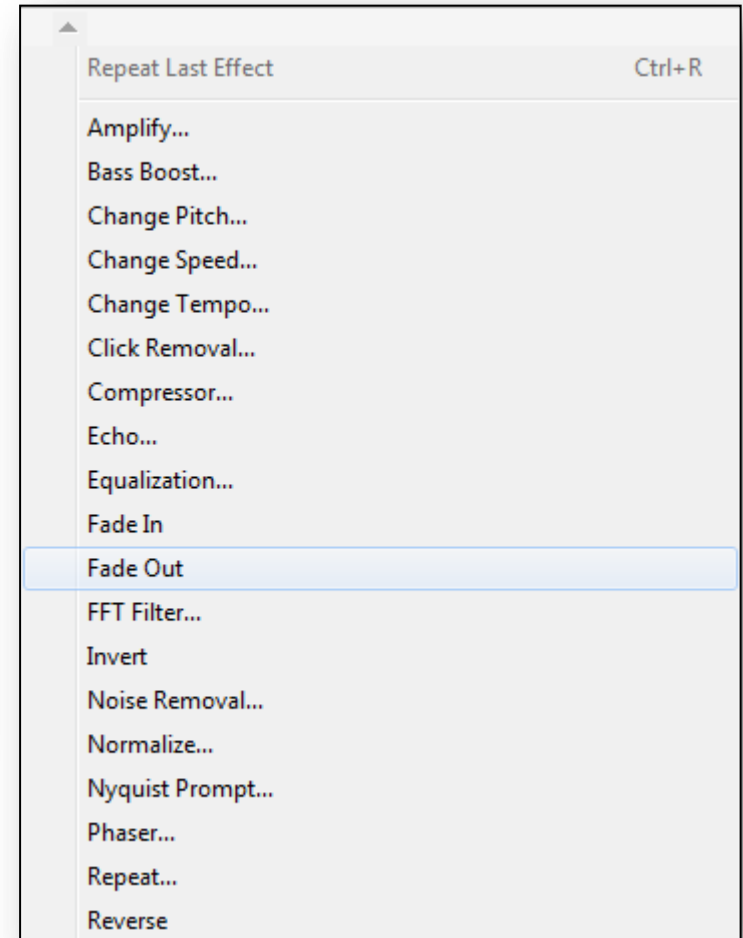 Repeat Last Effect Ctrl+R
Amplify...
Bass Boost...
Change Pitch...
Change Speed...
Change Tempo...
Click Removal...
Compressor...
Echo...
Equalization...
Fade In
Fade Out
FFT Filter...
Invert
Noise Removal...
Normalize...
Nyquist Prompt...
Phaser...
Repeat...
Reverse